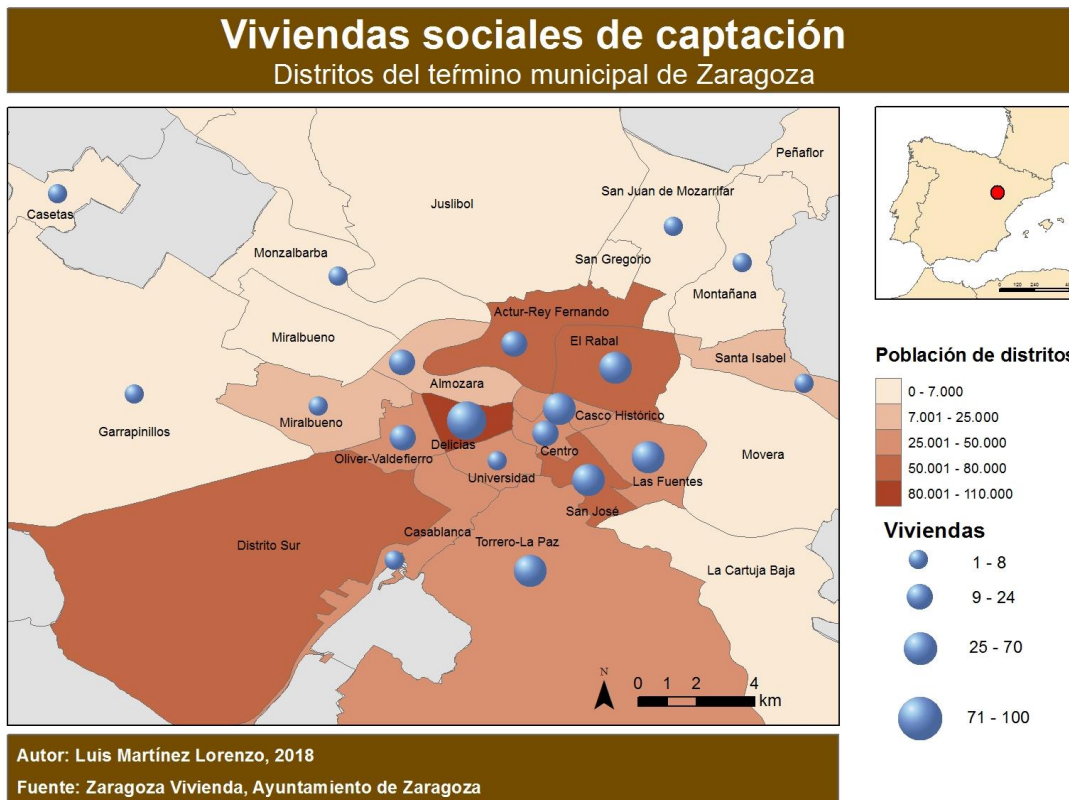 Viviendas sociales de captación
Distritos del teŕmino municipal de Zaragoza
Peñaflor
San Juan de Mozarrifar
Casetas
Juslibol
Monzalbarba
San Gregorio
Montañana
Actur-Rey Fernando
Miralbueno
El Rabal
Santa Isabel
Almozara
Garrapinillos
Miralbueno
Casco Histórico
Delicias
Centro
Movera
Oliver-Valdefierro
Universidad
Las Fuentes
San José
Casablanca
Distrito Sur
Torrero-La Paz
La Cartuja Baja
N
0 1 2 4
km
0 120 240
Población de distritos
0 - 7.000
7.001 - 25.000
25.001 - 50.000
50.001 - 80.000
80.001 - 110.000
Viviendas
1 - 8
9 - 24
25 - 70
71 - 100
Autor: Luis Martínez Lorenzo, 2018
Fuente: Zaragoza Vivienda, Ayuntamiento de Zaragoza